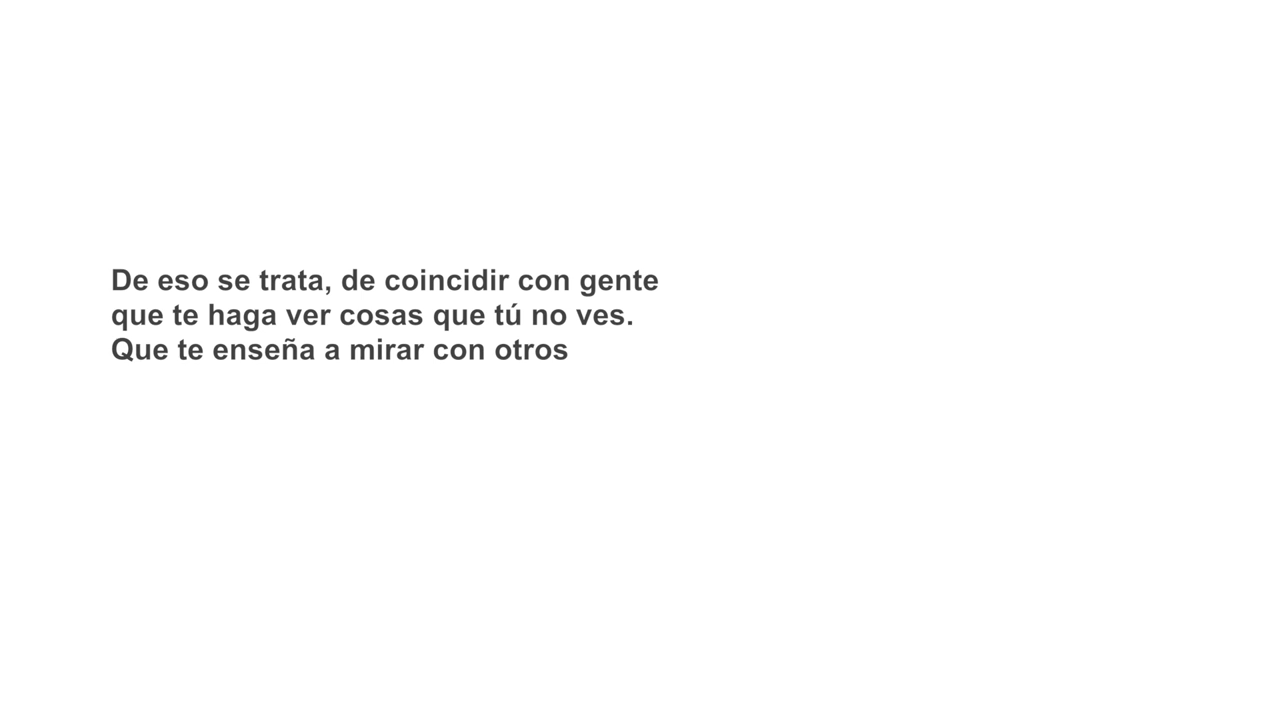 De eso se trata, de coincidir con gente
que te haga ver cosas que tú no ves.
Que te enseña a mirar con otros